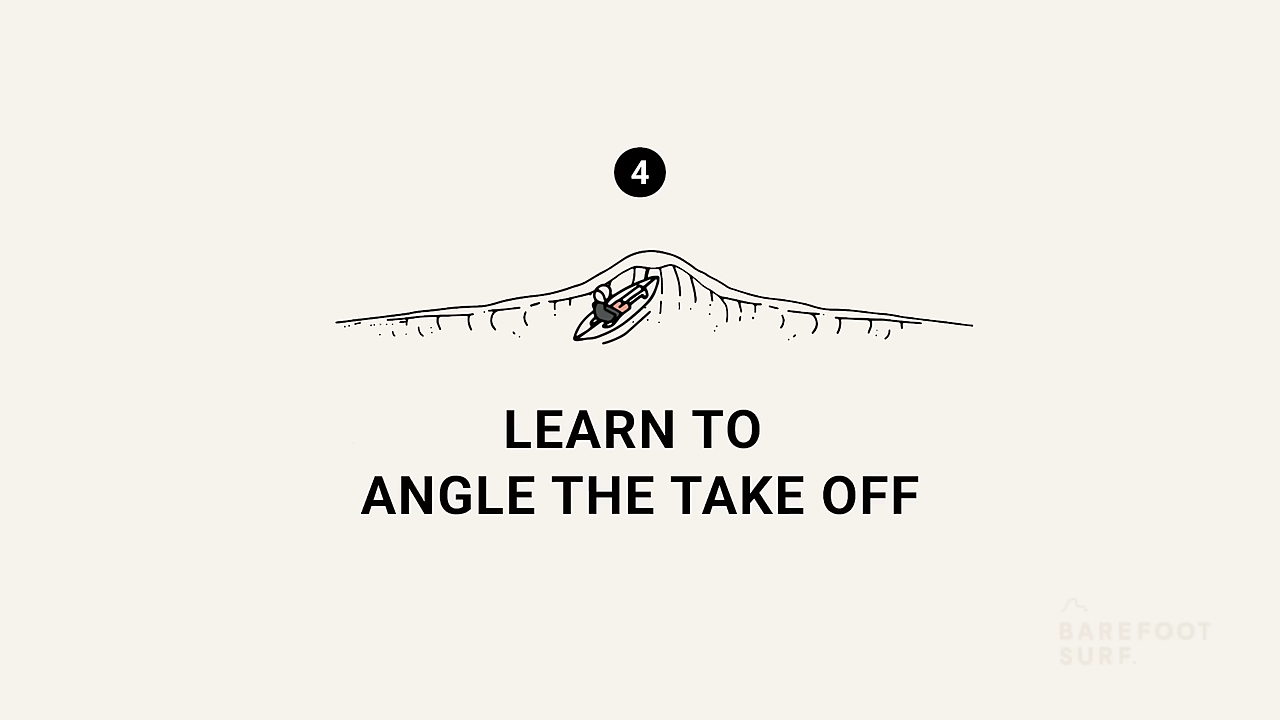 4
LEARN TO
ANGLE THE TAKE OFF
BAREFOOT
SURF.